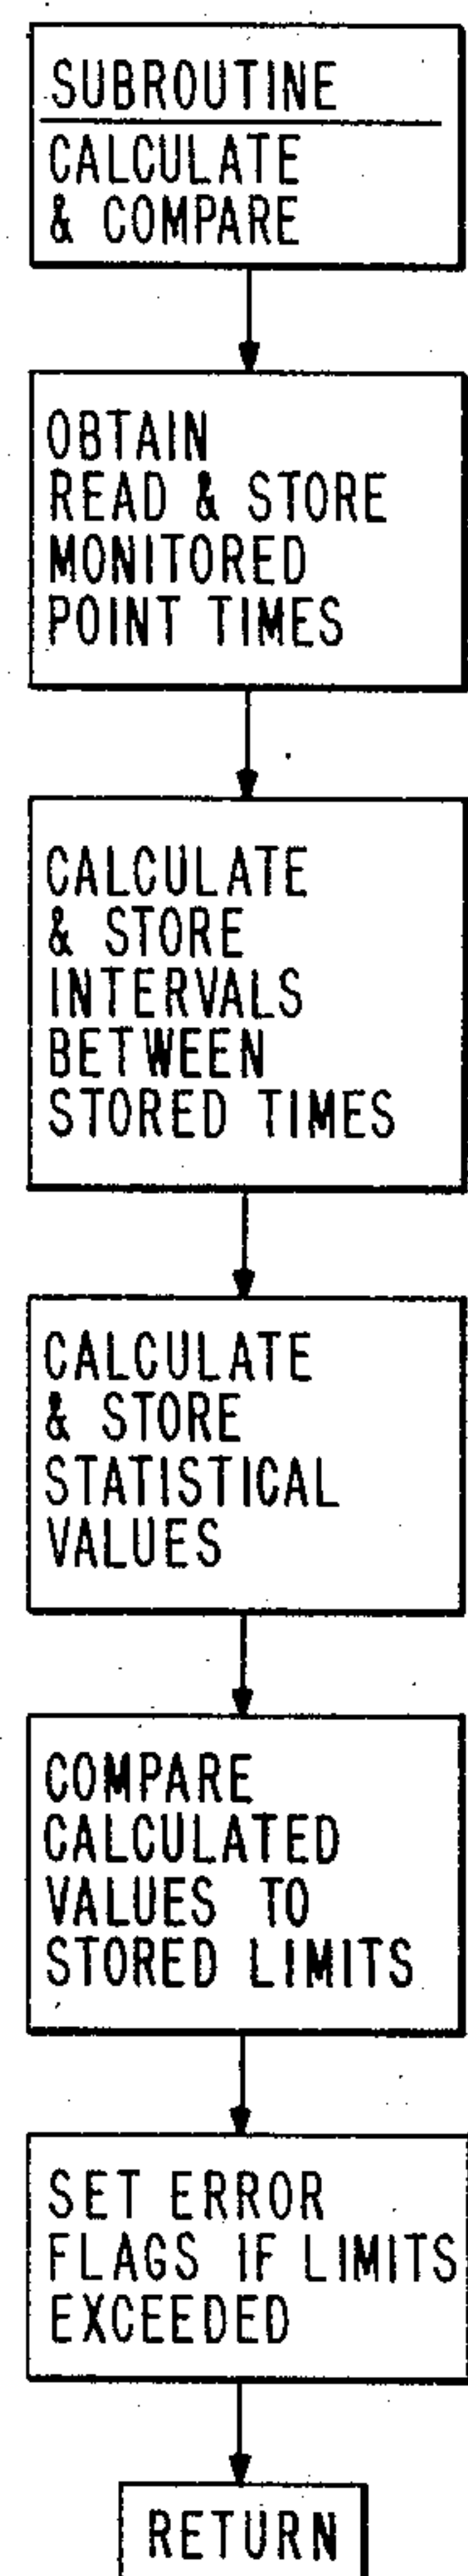 SUBROUTINE
CALCULATE
& COMPARE
OBTAIN
READ & STORE
MONITORED
POINT TIMES
CALCULATE
& STORE
INTERVALS
BETWEEN
STORED TIMES
CALCULATE
& STORE
STATISTICAL
VALUES
COMPARE
CALCULATED
VALUES TO
STORED LIMITS
SET ERROR
FLAGS IF LIMITS
EXCEEDED
RETURN